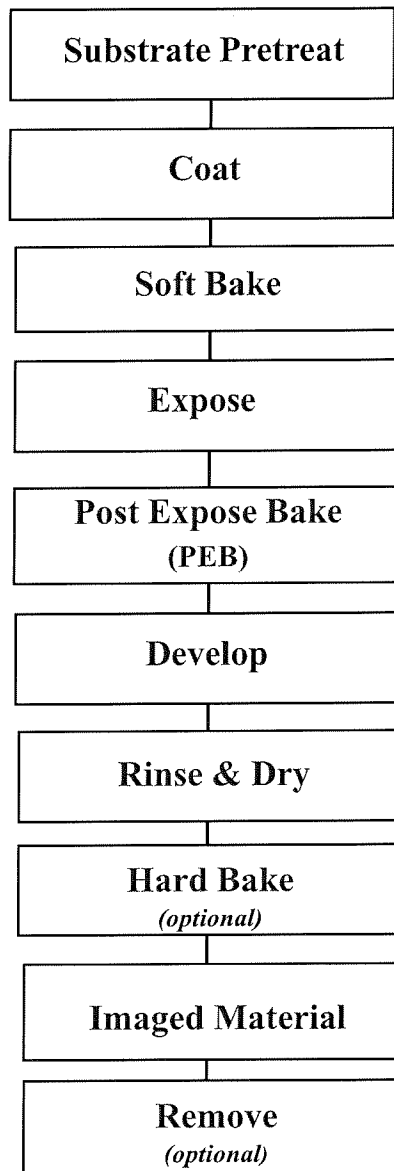 Substrate Pretreat
Coat
Soft Bake
Expose
Post Expose Bake
(PEB)
Develop
Rinse & Dry
Hard Bake
(optional)
Imaged Material
Remove
(optional)